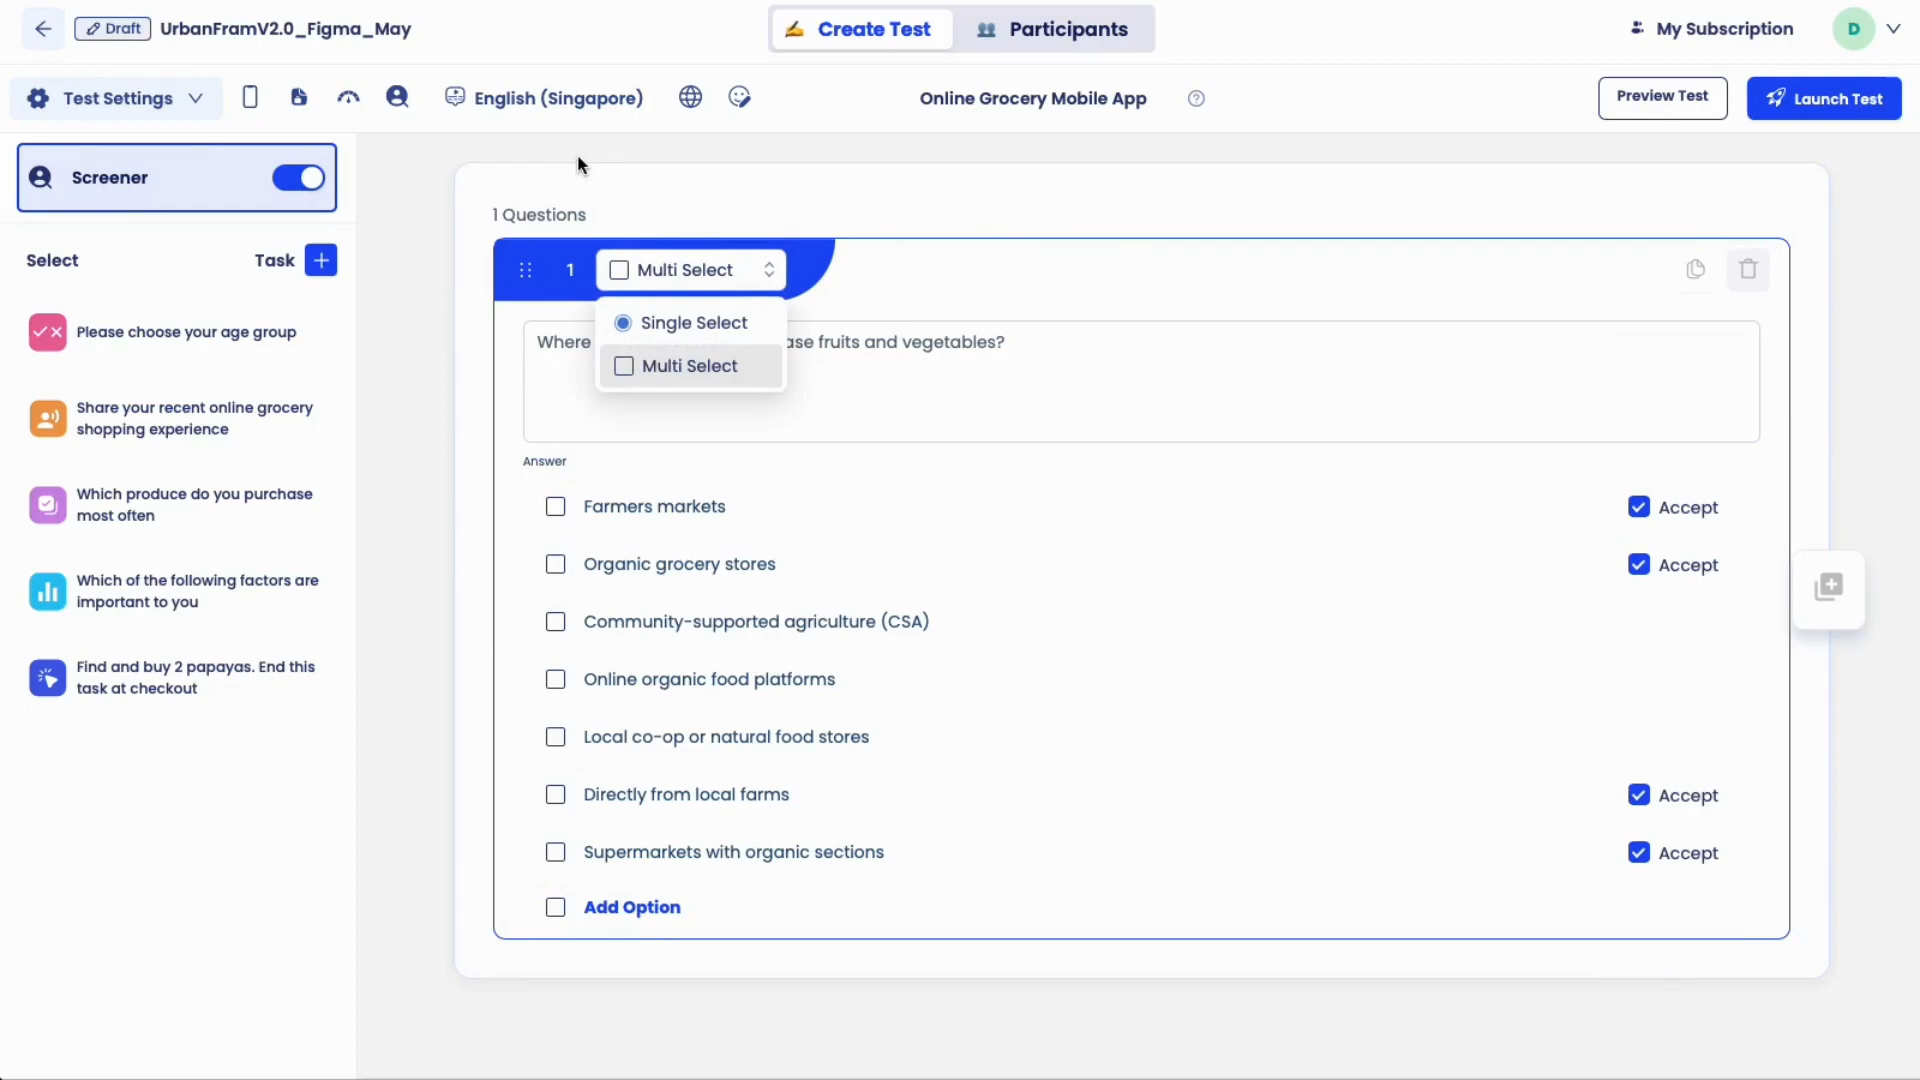 Draft UrbanFramV2.0_Figma_May
Create Test
Participants
My Subscription
D
Test Settings
English (Singapore)
Online Grocery Mobile App
Preview Test
Launch Test
Screener
Select
Task
Please choose your age group
Share your recent online grocery
shopping experience
Which produce do you purchase
most often
Which of the following factors are
important to you
Find and buy 2 papayas. End this
task at checkout
1 Questions
1
Multi Select
Single Select
Multi Select
Where ase fruits and vegetables?
Answer
Farmers markets Accept
Organic grocery stores Accept
Community-supported agriculture (CSA)
Online organic food platforms
Local co-op or natural food stores
Directly from local farms Accept
Supermarkets with organic sections Accept
Add Option